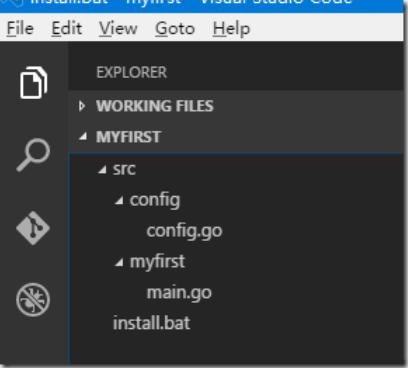 install.bat - myfirst - Visual Studio Code
File Edit View Goto Help
EXPLORER
WORKING FILES
MYFIRST
src
config
config.go
myfirst
main.go
install.bat